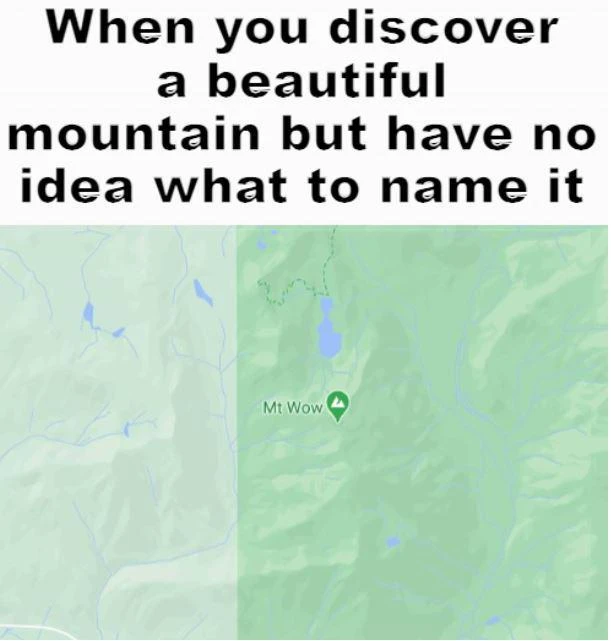 When you discover
a beautiful
mountain but have no
idea what to name it
Mt Wow